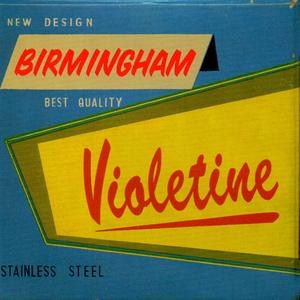 NEW DESIGN
BIRMINGHAM
BEST QUALITY
Violetine
STAINLESS STEEL